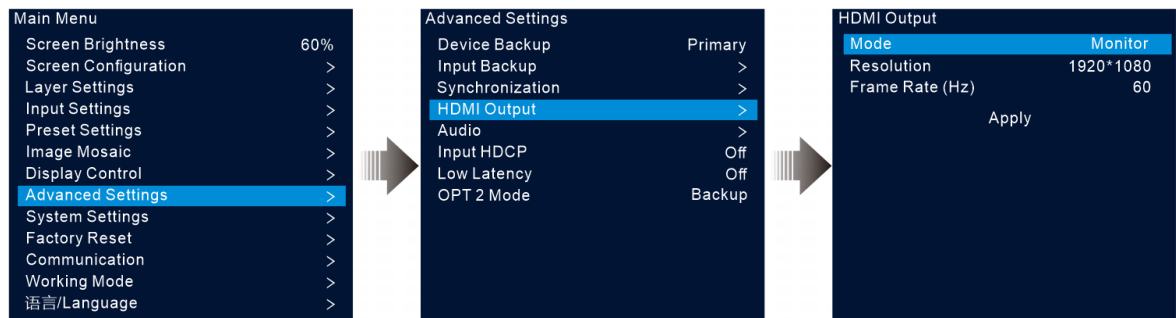 Main Menu
Screen Brightness 60%
Screen Configuration >
Layer Settings >
Input Settings >
Preset Settings >
Image Mosaic >
Display Control >
Advanced Settings >
System Settings >
Factory Reset >
Communication >
Working Mode >
语言/Language >
Advanced Settings
Device Backup Primary
Input Backup >
Synchronization >
HDMI Output >
Audio >
Input HDCP Off
Low Latency Off
OPT 2 Mode Backup
HDMI Output
Mode Monitor
Resolution 1920*1080
Frame Rate (Hz) 60
Apply